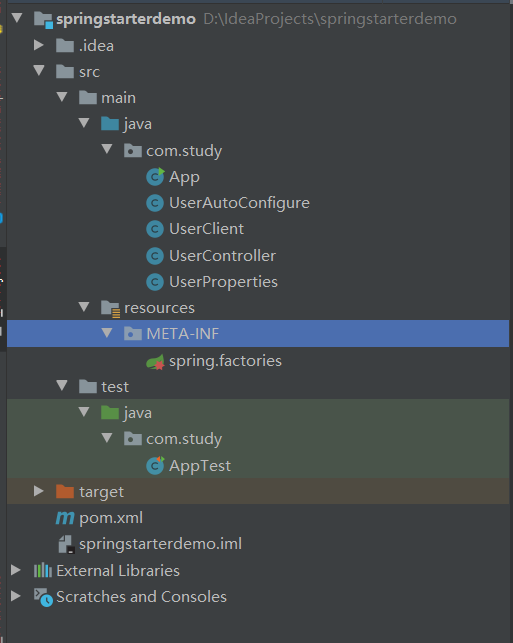 springstarterdemo D:\IdeaProjects\springstarterdemo
.idea
src
main
java
com.study
App
UserAutoConfigure
UserClient
UserController
UserProperties
resources
META-INF
spring.factories
test
java
com.study
AppTest
target
pom.xml
springstarterdemo.iml
External Libraries
Scratches and Consoles